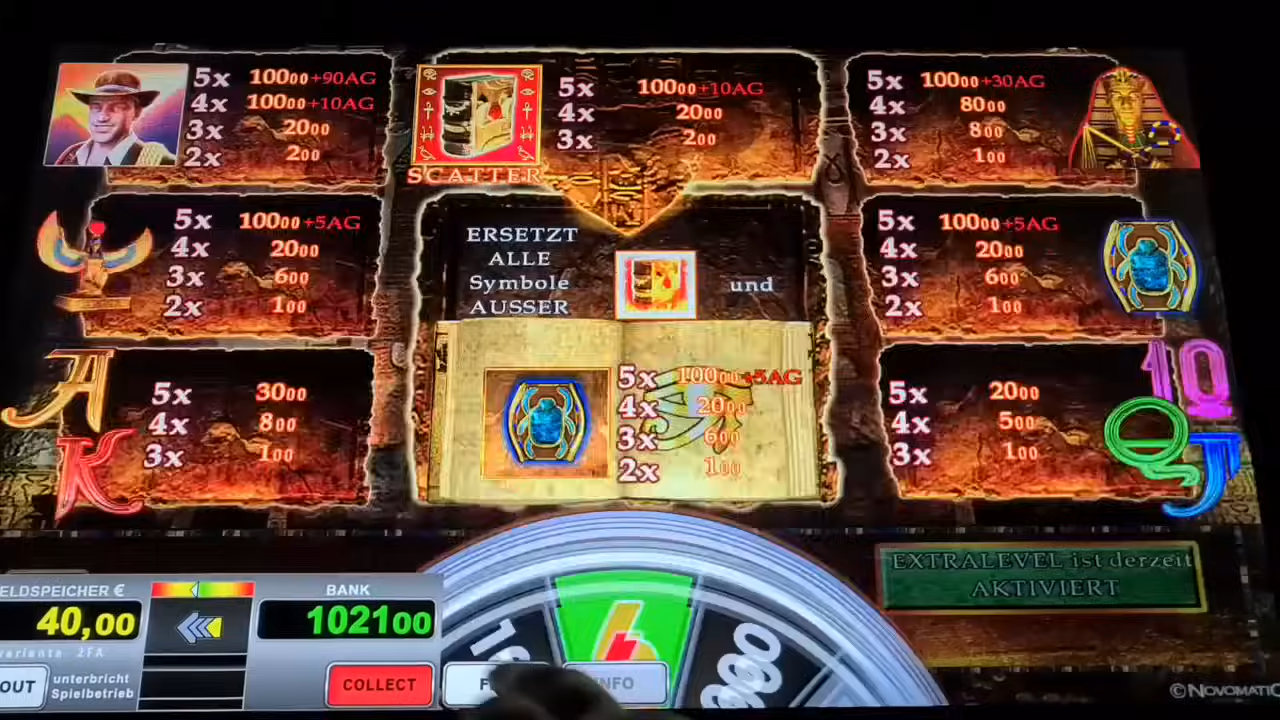 5x 10000+90AG
4x 10000+10AG
3x 2000
2x 200
5x 10000+10AG
4x 2000
3x 200
SCATTER
5x 10000+30AG
4x 8000
3x 800
2x 100
5x 10000+5AG
4x 2000
3x 600
2x 100
ERSETZT
ALLE
Symbole
AUSSER
und
5x 10000+5AG
4x 2000
3x 600
2x 100
A
K
5x 3000
4x 800
3x 100
5x 10000+5AG
4x 2000
3x 600
2x 100
5x 2000
4x 500
3x 100
10
Q
J
EXTRALEVEL ist derzeit
AKTIVIERT
ELDSPEICHER €
40,00
variante 2FA
OUT
unterbricht
Spielbetrieb
BANK
102100
COLLECT
INFO
©NOVOMATIC